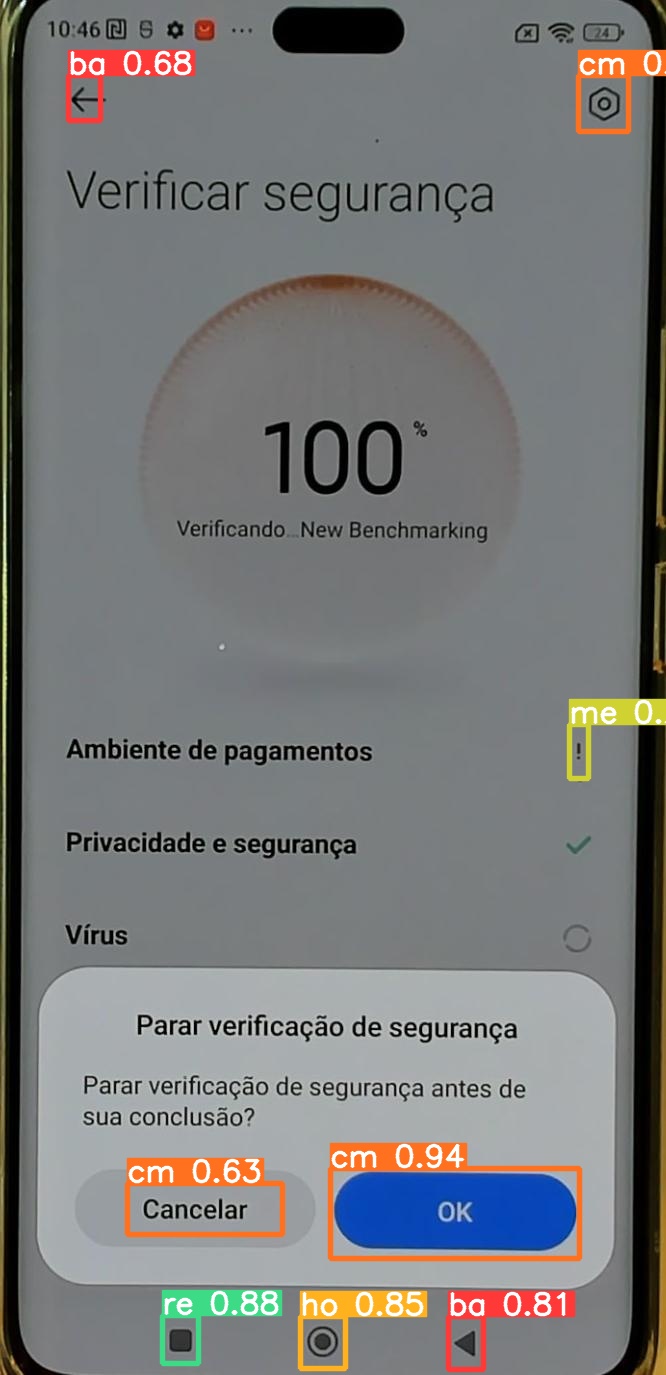 10:46
24
ba 0.68
cm 0.
Verificar segurança
100 %
Verificando...New Benchmarking
me 0.
Ambiente de pagamentos
!
Privacidade e segurança
Vírus
Parar verificação de segurança
Parar verificação de segurança antes de
sua conclusão?
cm 0.63
cm 0.94
Cancelar
OK
re 0.88
ho 0.85
ba 0.81